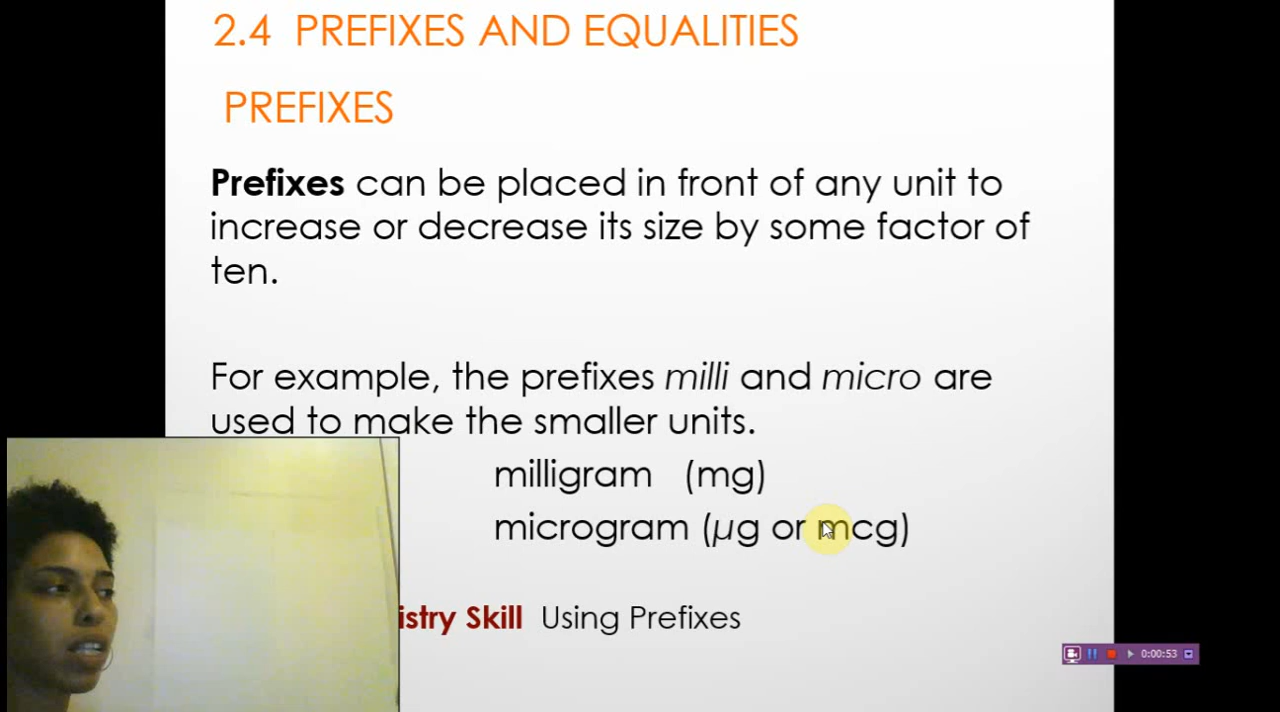 2.4 PREFIXES AND EQUALITIES
PREFIXES
Prefixes can be placed in front of any unit to
increase or decrease its size by some factor of
ten.
For example, the prefixes milli and micro are
used to make the smaller units.
milligram (mg)
microgram (µg or mcg)
istry Skill Using Prefixes
0:00:53